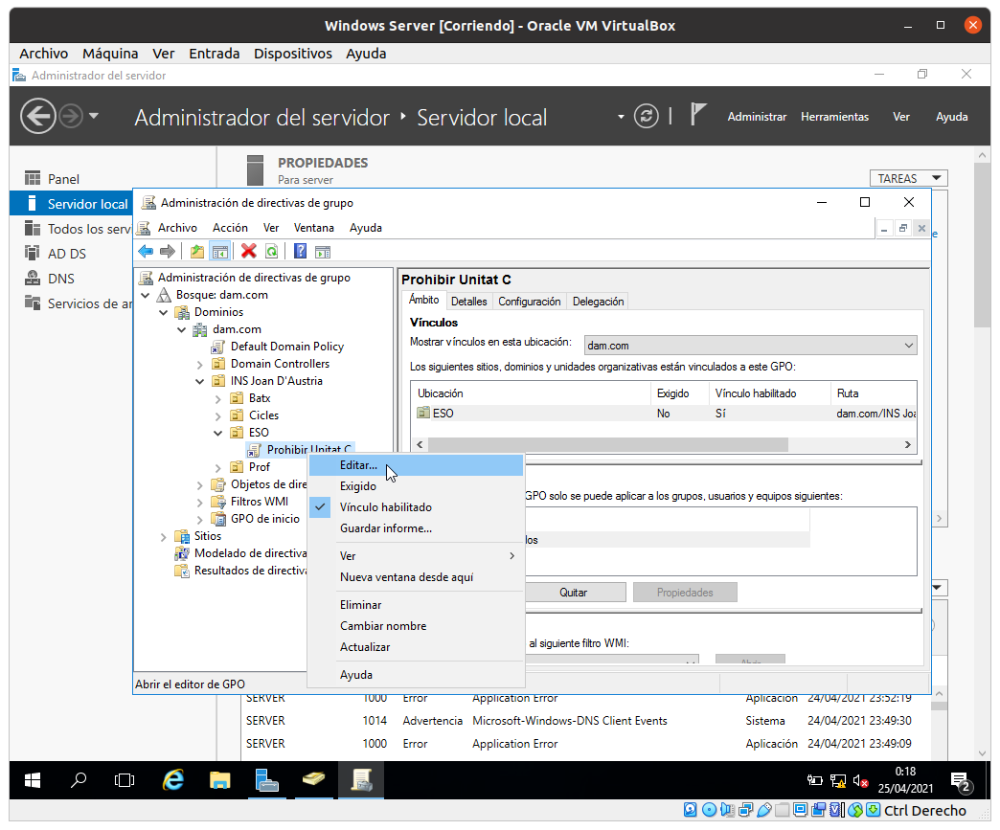 Windows Server [Corriendo] - Oracle VM VirtualBox
Archivo Máquina Ver Entrada Dispositivos Ayuda
Administrador del servidor
Administrador del servidor ‣ Servidor local
Administrar Herramientas Ver Ayuda
Panel
Servidor local
Todos los serv
AD DS
DNS
Servicios de ar
PROPIEDADES
Para server
TAREAS
Administración de directivas de grupo
Archivo Acción Ver Ventana Ayuda
Administración de directivas de grupo
Bosque: dam.com
Dominios
dam.com
Default Domain Policy
Domain Controllers
INS Joan D'Austria
Batx
Cicles
ESO
Prohibir Unitat C
Prof
Objetos de dire
Filtros WMI
GPO de inicio
Sitios
Modelado de directiva
Resultados de directiva
Prohibir Unitat C
Ámbito Detalles Configuración Delegación
Vínculos
Mostrar vínculos en esta ubicación: dam.com
Los siguientes sitios, dominios y unidades organizativas están vinculados a este GPO:
Ubicación Exigido Vínculo habilitado Ruta
ESO No Sí dam.com/INS Joa
GPO solo se puede aplicar a los grupos, usuarios y equipos siguientes:
los
Quitar Propiedades
al siguiente filtro WMI:
Editar...
Exigido
Vínculo habilitado
Guardar informe...
Ver
Nueva ventana desde aquí
Eliminar
Cambiar nombre
Actualizar
Ayuda
Abrir el editor de GPO
SERVER 1000 Error Application Error Aplicación 24/04/2021 23:52:19
SERVER 1014 Advertencia Microsoft-Windows-DNS Client Events Sistema 24/04/2021 23:49:30
SERVER 1000 Error Application Error Aplicación 24/04/2021 23:49:09
0:18
25/04/2021
2
Ctrl Derecho